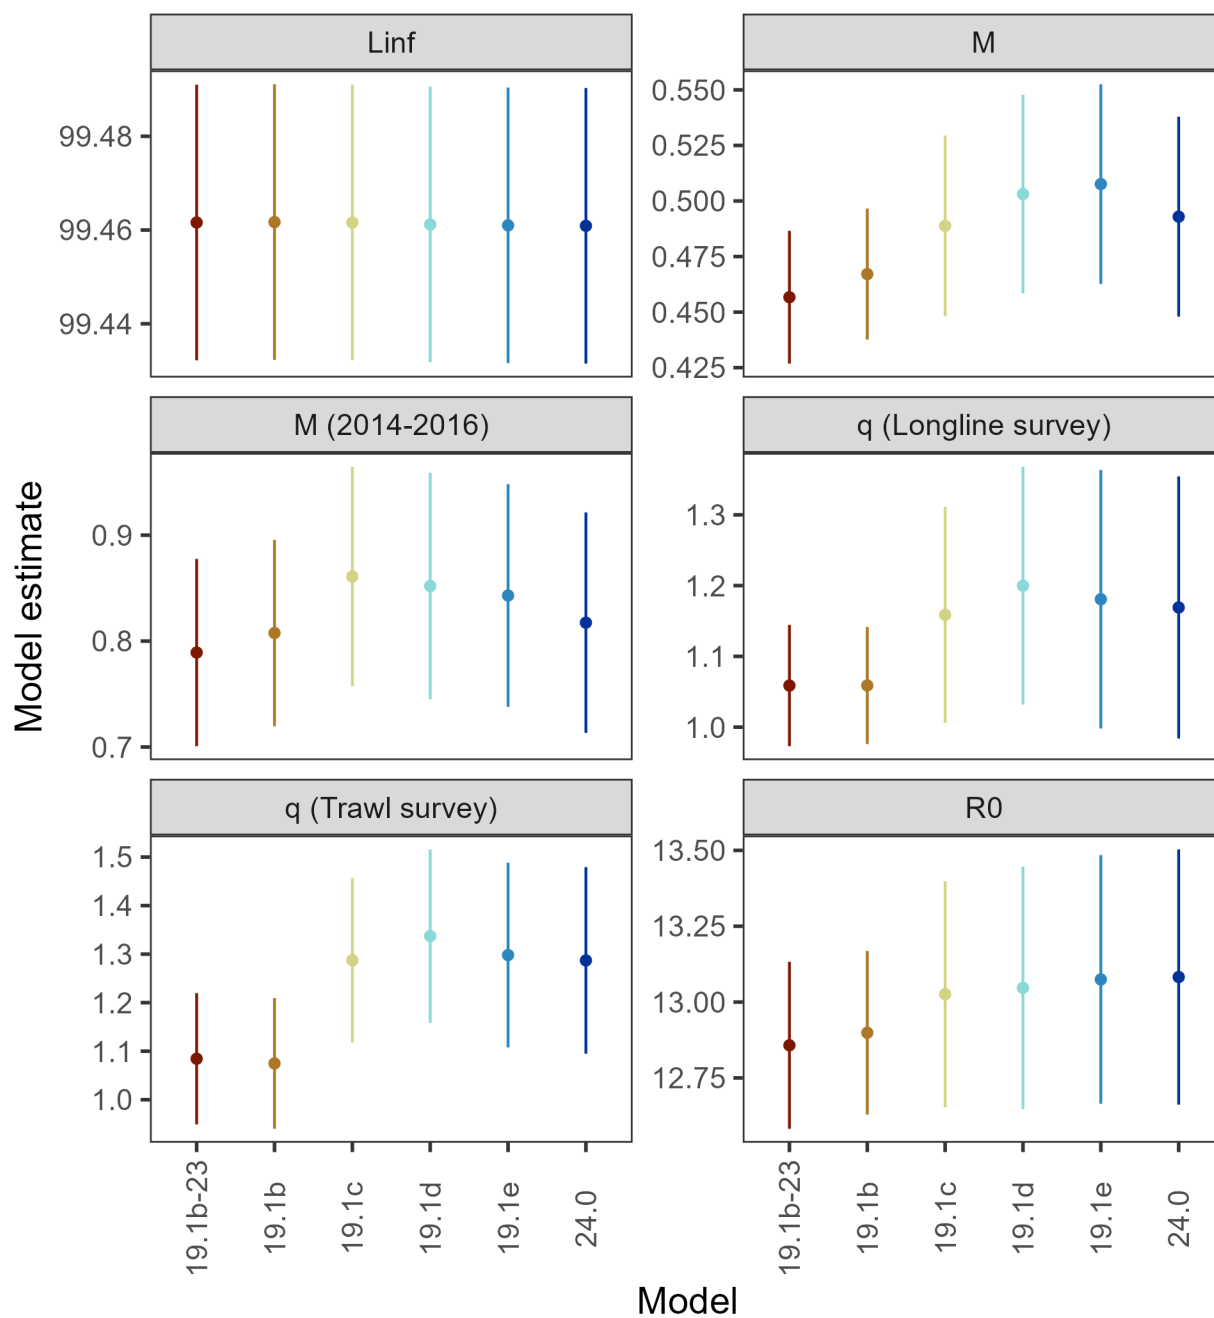 Linf
M
99.48
99.46
99.44
0.550
0.525
0.500
0.475
0.450
0.425
M (2014-2016)
q (Longline survey)
0.9
0.8
0.7
1.3
1.2
1.1
1.0
q (Trawl survey)
R0
1.5
1.4
1.3
1.2
1.1
1.0
13.50
13.25
13.00
12.75
19.1b-23
19.1b
19.1c
19.1d
19.1e
24.0
19.1b-23
19.1b
19.1c
19.1d
19.1e
24.0
Model estimate
Model